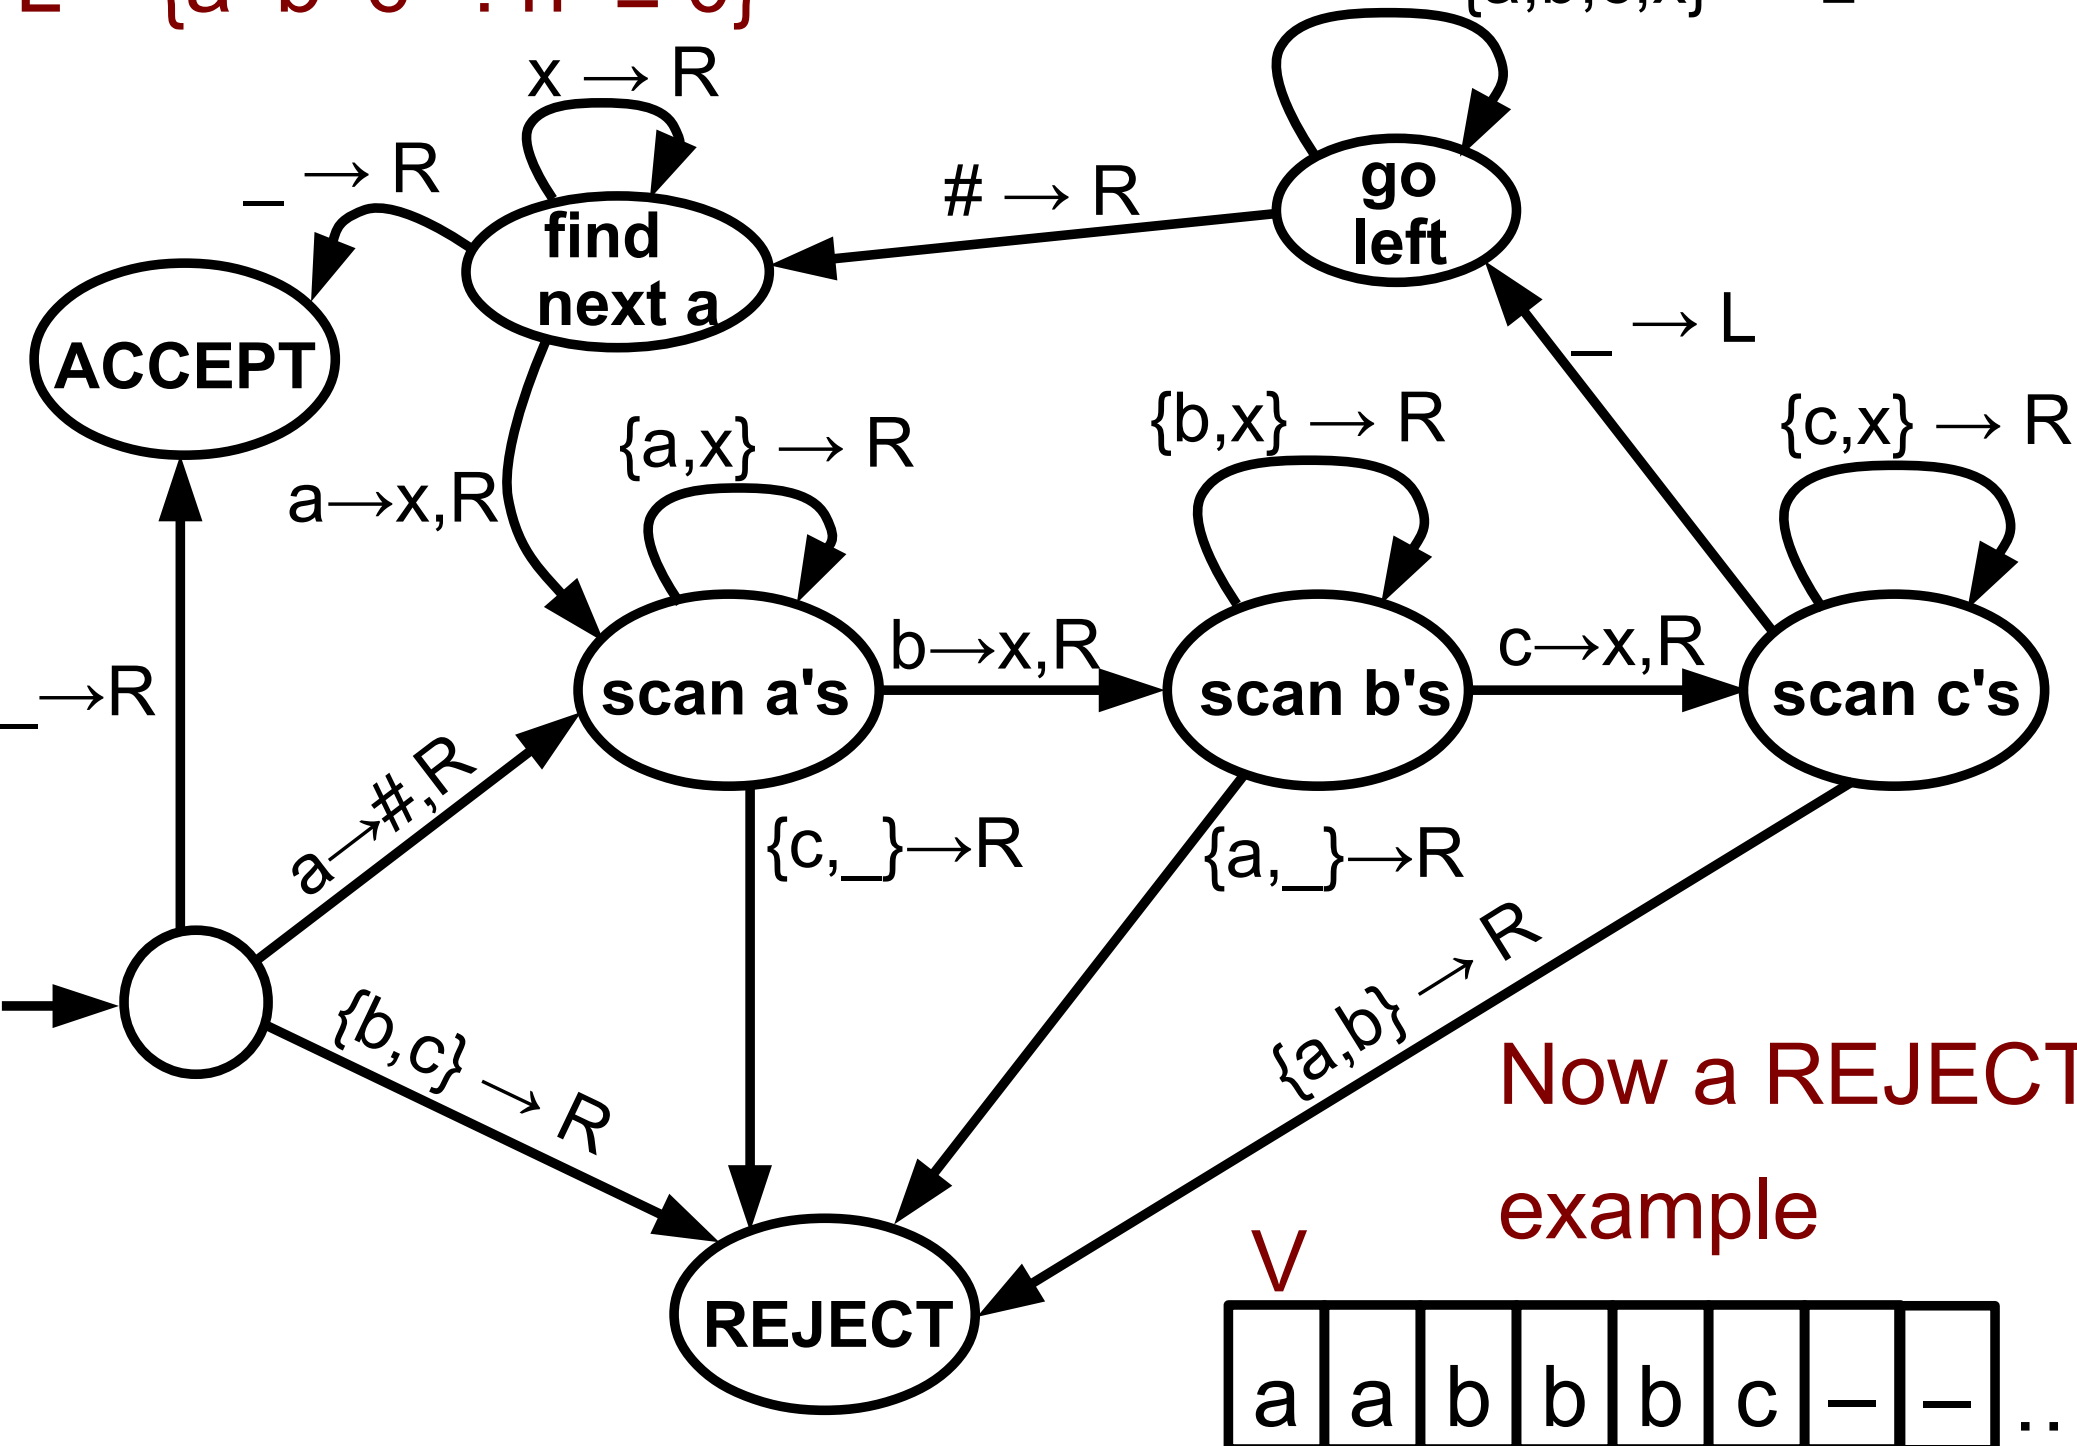 x → R
_ → R
# → R
find
next a
go
left
ACCEPT
_ → L
{a,x} → R
{b,x} → R
{c,x} → R
a→x,R
scan a's
b→x,R
scan b's
c→x,R
scan c's
_→R
a→#,R
{c,_}→R
{a,_}→R
{b,c} → R
{a,b} → R
Now a REJECT
example
REJECT
V
a a b b b c _ _ ..